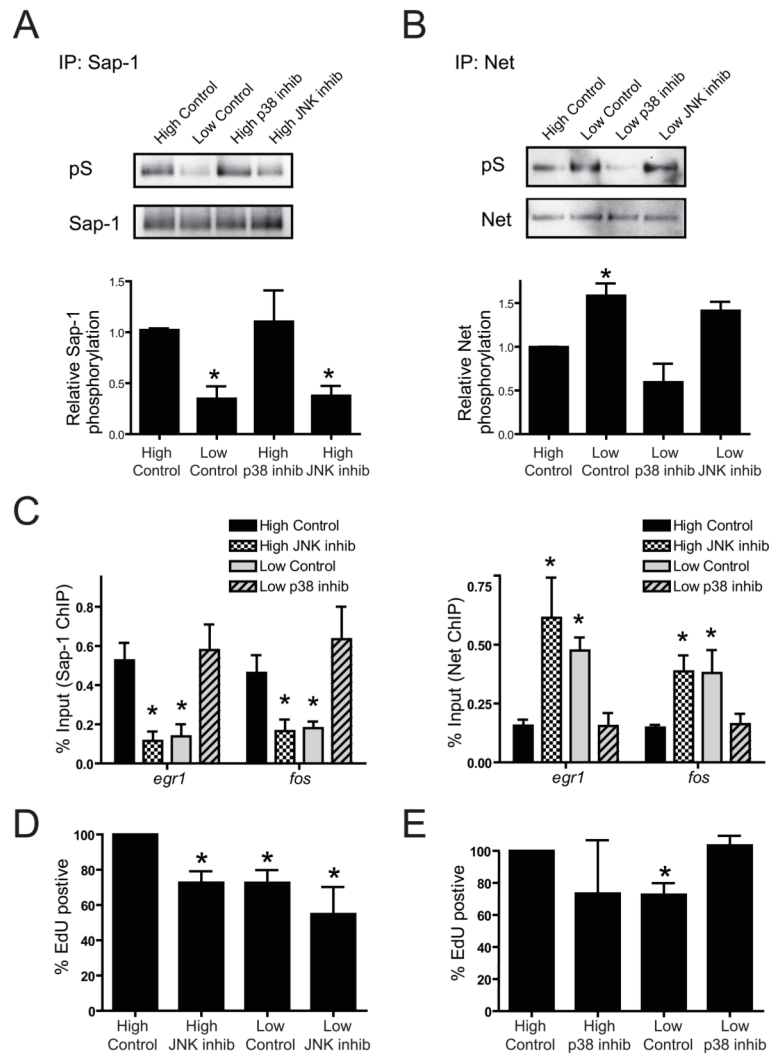 A
IP: Sap-1
High Control
Low Control
High p38 inhib
High JNK inhib
pS
Sap-1
Relative Sap-1
phosphorylation
1.5
1.0
0.5
0.0
High
Control
Low
Control
High
p38 inhib
High
JNK inhib
B
IP: Net
High Control
Low Control
Low p38 inhib
Low JNK inhib
pS
Net
Relative Net
phosphorylation
1.5
1.0
0.5
0.0
*
High
Control
Low
Control
Low
p38 inhib
Low
JNK inhib
*
*
C
High Control
High JNK inhib
Low Control
Low p38 inhib
% Input (Sap-1 ChIP)
0.8
0.6
0.4
0.2
0.0
* * * *
egr1 fos
High Control
High JNK inhib
Low Control
Low p38 inhib
% Input (Net ChIP)
0.75
0.50
0.25
0.00
* * * *
egr1 fos
D
% EdU postive
100
80
60
40
20
0
* * *
High
Control
High
JNK inhib
Low
Control
Low
JNK inhib
E
% EdU postive
100
80
60
40
20
0
*
High
Control
High
p38 inhib
Low
Control
Low
p38 inhib